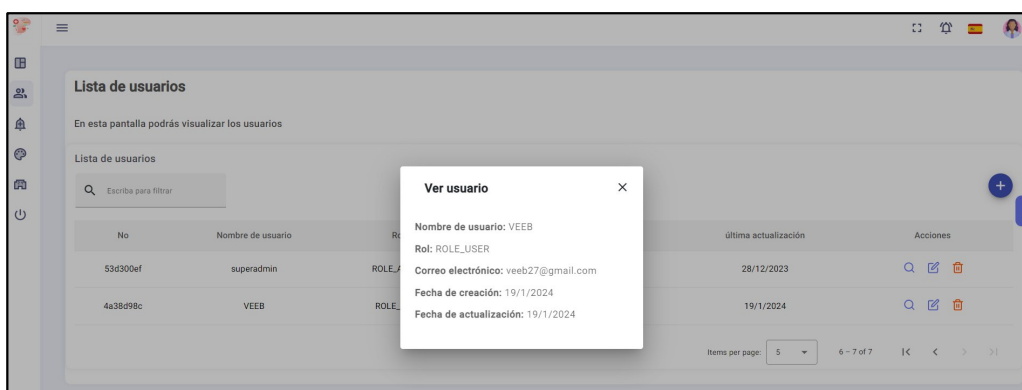 Lista de usuarios
En esta pantalla podrás visualizar los usuarios
Lista de usuarios
Escriba para filtrar
Ver usuario
Nombre de usuario: VEEB
Rol: ROLE_USER
Correo electrónico: veeb27@gmail.com
Fecha de creación: 19/1/2024
Fecha de actualización: 19/1/2024
No Nombre de usuario última actualización Acciones
53d300ef superadmin 28/12/2023
4a38d98c VEEB 19/1/2024
Items per page: 5 6 – 7 of 7